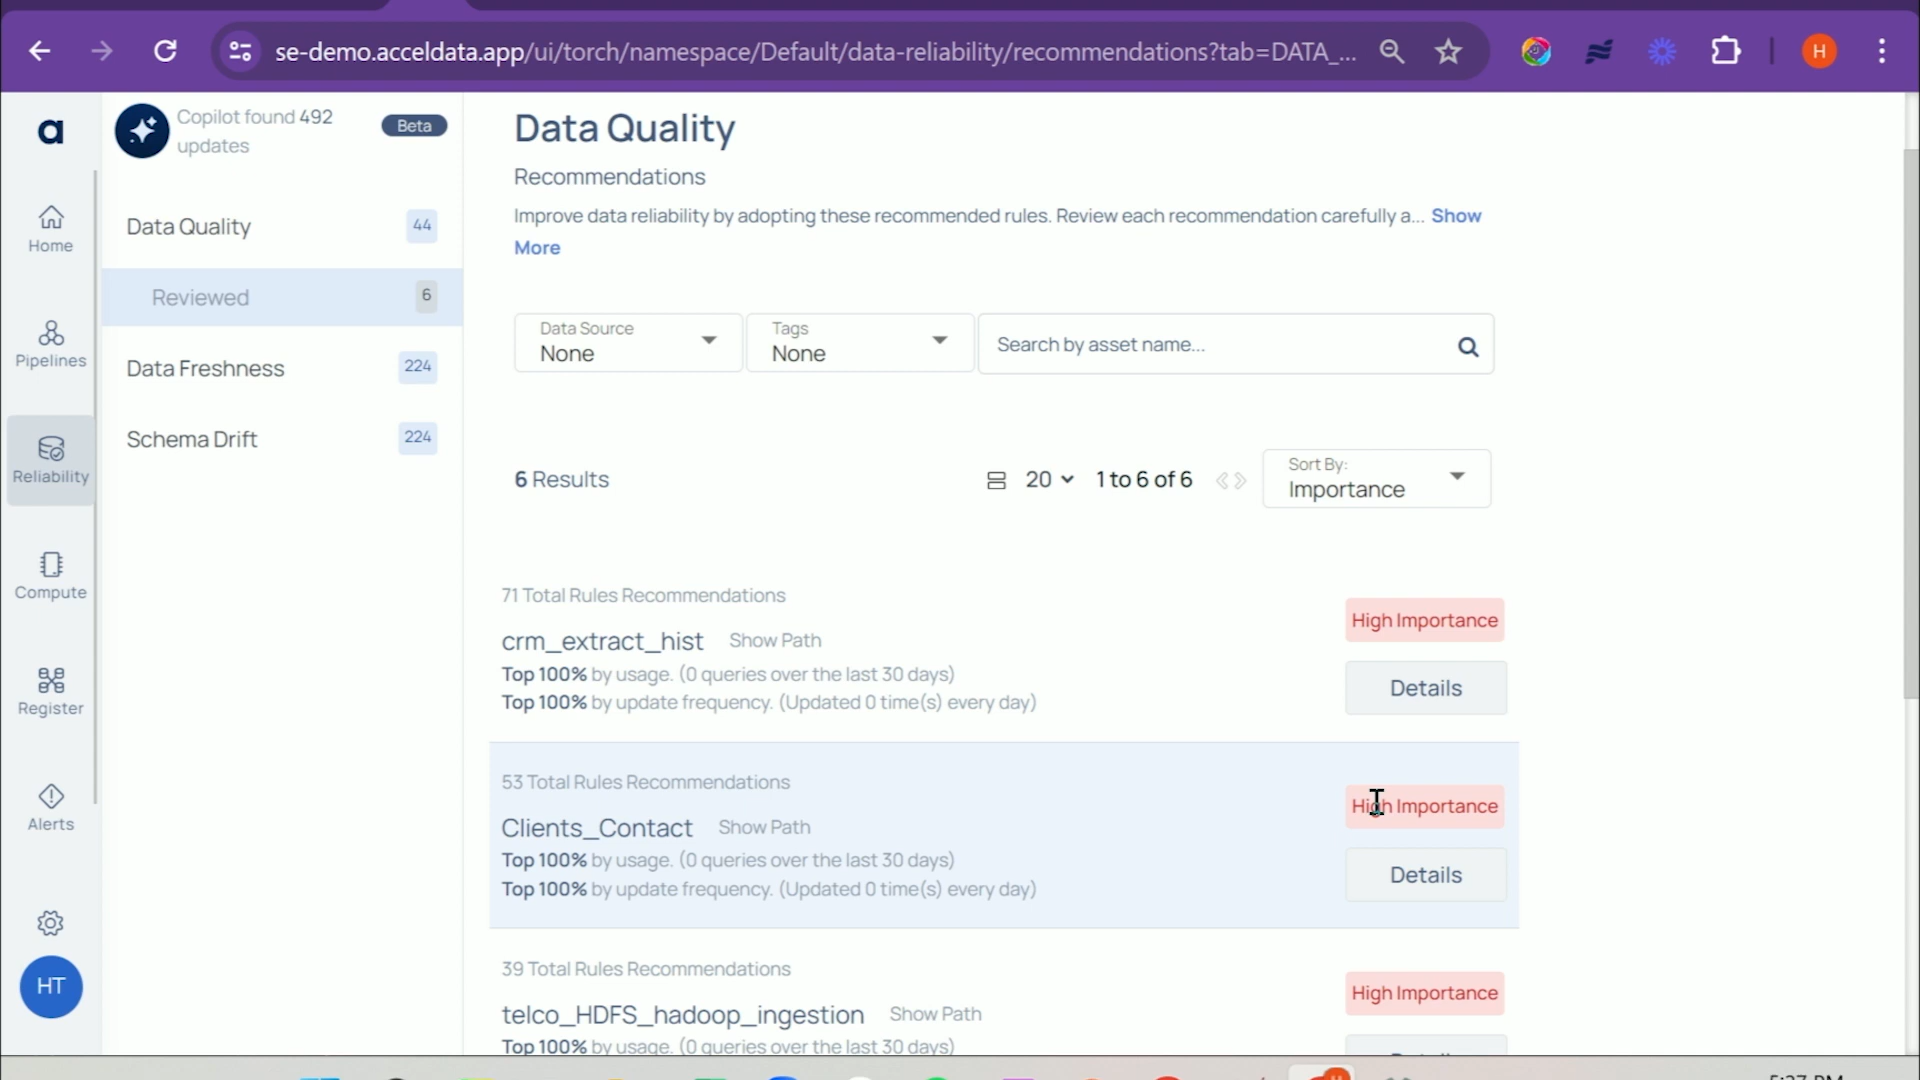 se-demo.acceldata.app/ui/torch/namespace/Default/data-reliability/recommendations?tab=DATA_...
H
a
Home
Pipelines
Reliability
Compute
Register
Alerts
HT
Copilot found 492
updates
Beta
Data Quality 44
Reviewed 6
Data Freshness 224
Schema Drift 224
Data Quality
Recommendations
Improve data reliability by adopting these recommended rules. Review each recommendation carefully a... Show
More
Data Source
None
Tags
None
Search by asset name...
6 Results
20
1 to 6 of 6
Sort By:
Importance
71 Total Rules Recommendations
crm_extract_hist Show Path
Top 100% by usage. (0 queries over the last 30 days)
Top 100% by update frequency. (Updated 0 time(s) every day)
High Importance
Details
53 Total Rules Recommendations
Clients_Contact Show Path
Top 100% by usage. (0 queries over the last 30 days)
Top 100% by update frequency. (Updated 0 time(s) every day)
High Importance
Details
39 Total Rules Recommendations
telco_HDFS_hadoop_ingestion Show Path
Top 100% by usage. (0 queries over the last 30 days)
High Importance